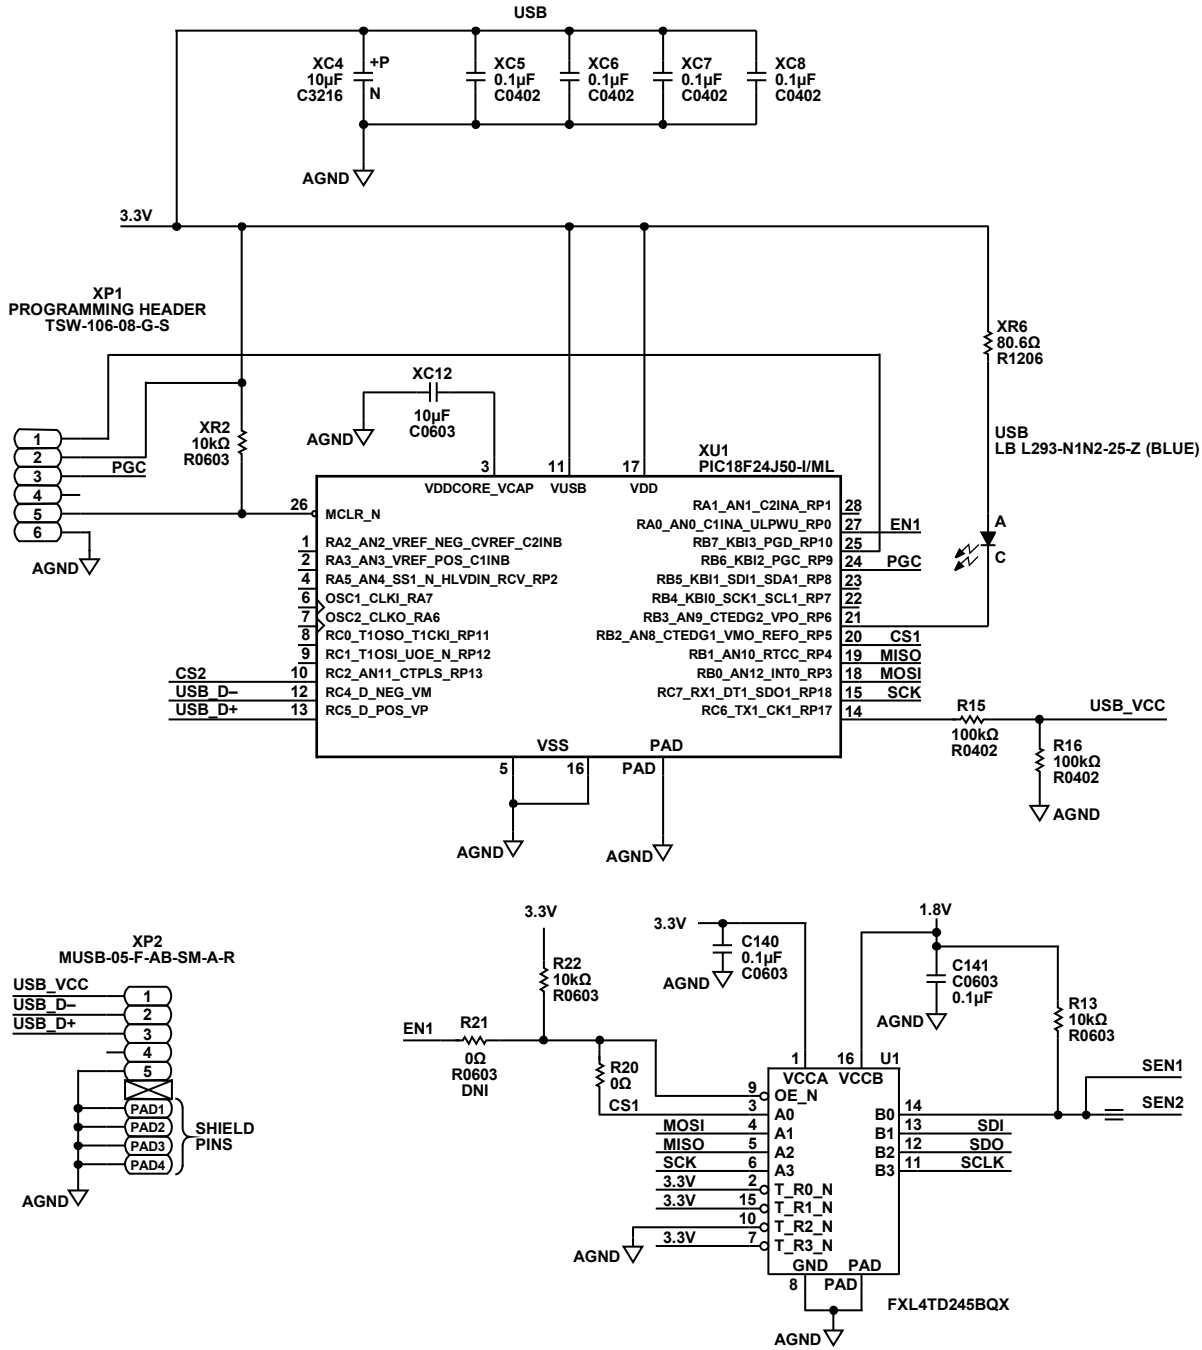 USB
XC4
10µF
C3216
+P
N
XC5
0.1µF
C0402
XC6
0.1µF
C0402
XC7
0.1µF
C0402
XC8
0.1µF
C0402
AGND
3.3V
XP1
PROGRAMMING HEADER
TSW-106-08-G-S
1
2
3
4
5
6
PGC
AGND
XR2
10kΩ
R0603
XC12
10µF
C0603
AGND
XR6
80.6Ω
R1206
USB
LB L293-N1N2-25-Z (BLUE)
A
C
XU1
PIC18F24J50-I/ML
3
11
17
VDDCORE_VCAP
VUSB
VDD
26
MCLR_N
1
RA2_AN2_VREF_NEG_CVREF_C2INB
2
RA3_AN3_VREF_POS_C1INB
4
RA5_AN4_SS1_N_HLVDIN_RCV_RP2
6
OSC1_CLKI_RA7
7
OSC2_CLKO_RA6
8
RC0_T1OSO_T1CKI_RP11
9
RC1_T1OSI_UOE_N_RP12
CS2
10
RC2_AN11_CTPLS_RP13
USB_D–
12
RC4_D_NEG_VM
USB_D+
13
RC5_D_POS_VP
RA1_AN1_C2INA_RP1
28
RA0_AN0_C1INA_ULPWU_RP0
27
EN1
RB7_KBI3_PGD_RP10
25
RB6_KBI2_PGC_RP9
24
PGC
RB5_KBI1_SDI1_SDA1_RP8
23
RB4_KBI0_SCK1_SCL1_RP7
22
RB3_AN9_CTEDG2_VPO_RP6
21
RB2_AN8_CTEDG1_VMO_REFO_RP5
20
CS1
RB1_AN10_RTCC_RP4
19
MISO
RB0_AN12_INT0_RP3
18
MOSI
RC7_RX1_DT1_SDO1_RP18
15
SCK
RC6_TX1_CK1_RP17
14
VSS
PAD
5
16
PAD
AGND
AGND
R15
100kΩ
R0402
USB_VCC
R16
100kΩ
R0402
AGND
XP2
MUSB-05-F-AB-SM-A-R
USB_VCC
1
USB_D–
2
USB_D+
3
4
5
PAD1
PAD2
PAD3
PAD4
SHIELD
PINS
AGND
3.3V
R22
10kΩ
R0603
EN1
R21
0Ω
R0603
DNI
R20
0Ω
3.3V
C140
0.1µF
C0603
AGND
1.8V
C141
C0603
0.1µF
AGND
R13
10kΩ
R0603
SEN1
SEN2
1
16
U1
VCCA
VCCB
9
OE_N
CS1
3
A0
MOSI
4
A1
MISO
5
A2
SCK
6
A3
3.3V
2
T_R0_N
3.3V
15
T_R1_N
10
T_R2_N
AGND
3.3V
7
T_R3_N
B0
14
B1
13
SDI
B2
12
SDO
B3
11
SCLK
GND
PAD
8
PAD
AGND
FXL4TD245BQX